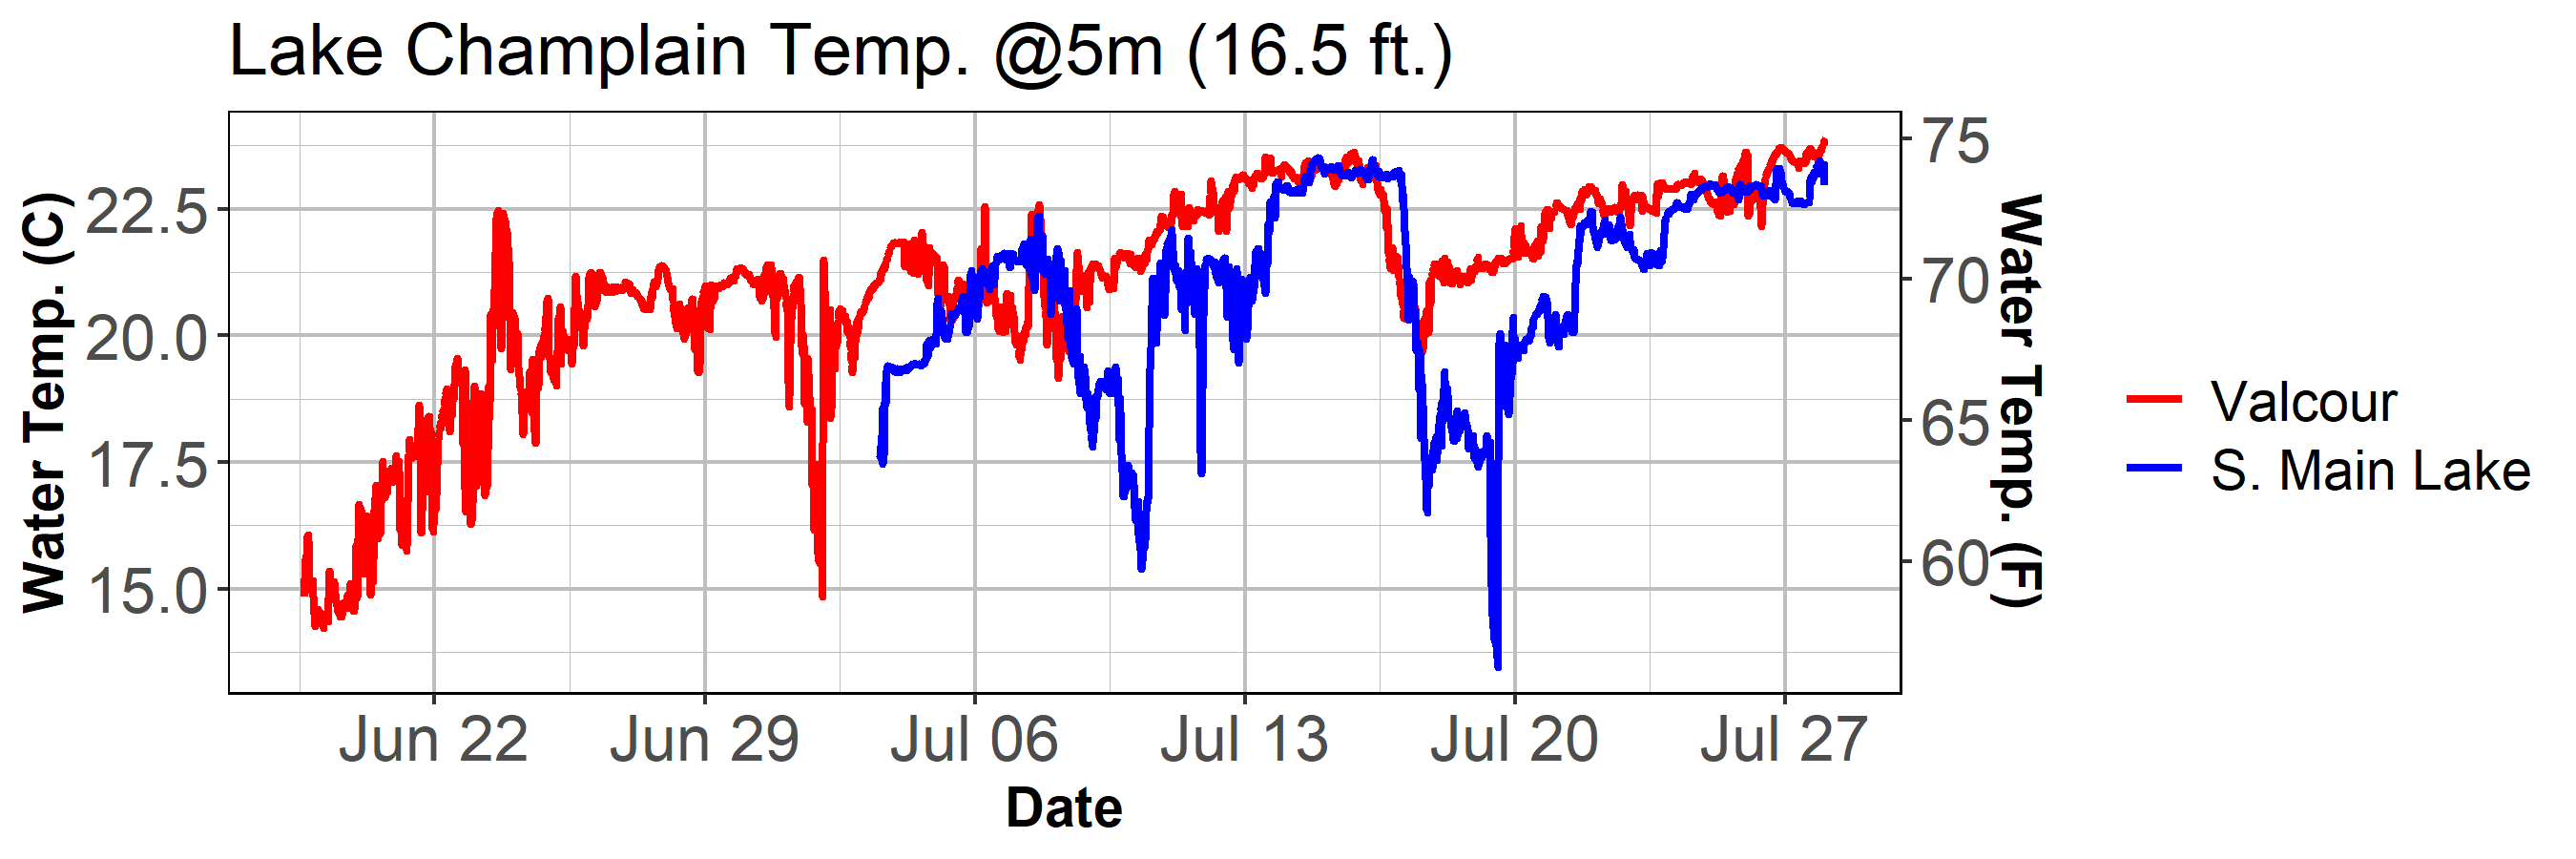 Lake Champlain Temp. @5m (16.5 ft.)
Water Temp. (C)
22.5
20.0
17.5
15.0
75
70
65
60
Water Temp. (F)
Jun 22
Jun 29
Jul 06
Jul 13
Jul 20
Jul 27
Date
Valcour
S. Main Lake